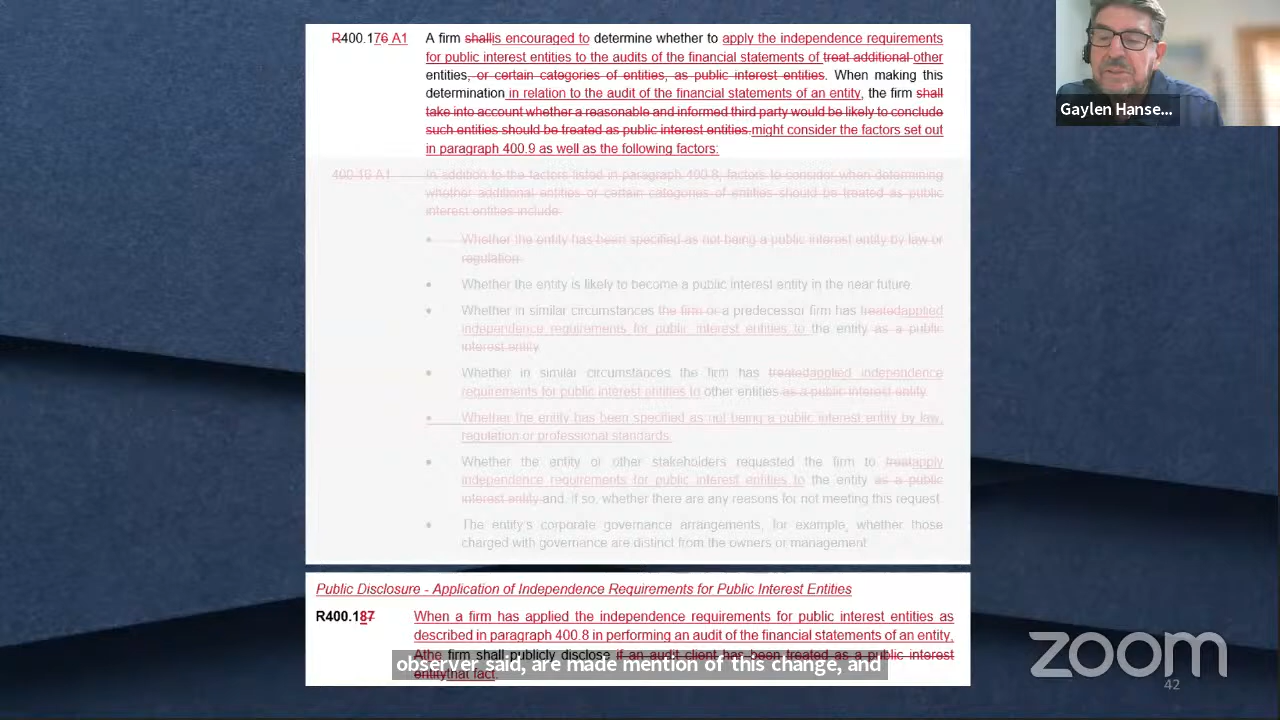 R400.176 A1 A firm shallis encouraged to determine whether to apply the independence requirements
for public interest entities to the audits of the financial statements of treat additional other
entities, or certain categories of entities, as public interest entities. When making this
determination in relation to the audit of the financial statements of an entity, the firm shall
take into account whether a reasonable and informed third party would be likely to conclude
such entities should be treated as public interest entities might consider the factors set out
in paragraph 400.9 as well as the following factors:
400.16 A1 In addition to the factors listed in paragraph 400.8, factors to consider when determining
whether additional entities or certain categories of entities should be treated as public
interest entities include:
• Whether the entity has been specified as not being a public interest entity by law or
regulation.
• Whether the entity is likely to become a public interest entity in the near future.
• Whether in similar circumstances the firm or a predecessor firm has treatedapplied
independence requirements for public interest entities to the entity as a public
interest entity.
• Whether in similar circumstances the firm has treatedapplied independence
requirements for public interest entities to other entities as a public interest entity.
• Whether the entity has been specified as not being a public interest entity by law,
regulation or professional standards.
• Whether the entity or other stakeholders requested the firm to treatapply
independence requirements for public interest entities to the entity as a public
interest entity and, if so, whether there are any reasons for not meeting this request.
• The entity's corporate governance arrangements, for example, whether those
charged with governance are distinct from the owners or management.
Public Disclosure - Application of Independence Requirements for Public Interest Entities
R400.187 When a firm has applied the independence requirements for public interest entities as
described in paragraph 400.8 in performing an audit of the financial statements of an entity,
Athe firm shall publicly disclose if an audit client has been treated as a public interest
entitythat fact.
observer said, are made mention of this change, and
Gaylen Hanse...
zoom
42